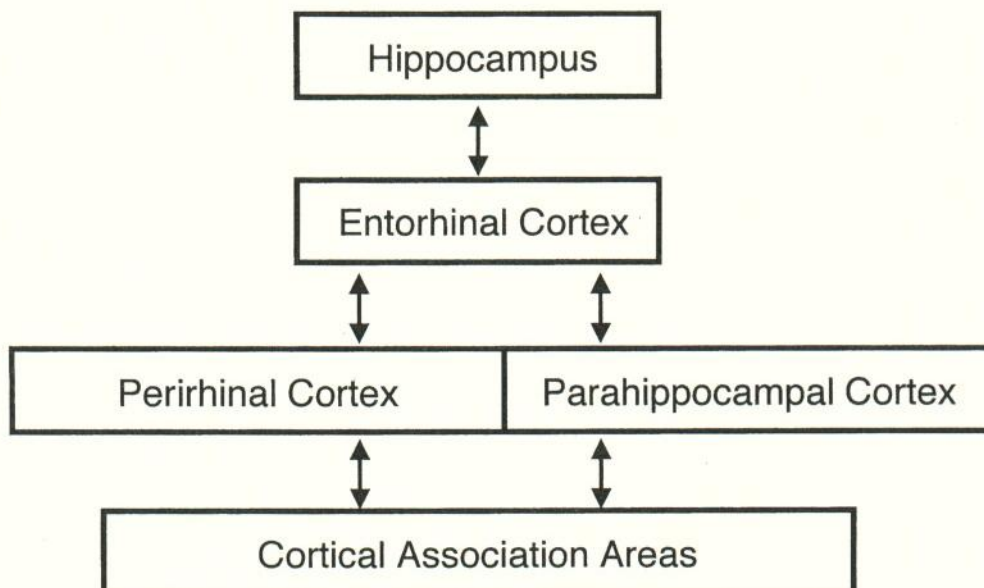 Hippocampus
Entorhinal Cortex
Perirhinal Cortex
Parahippocampal Cortex
Cortical Association Areas